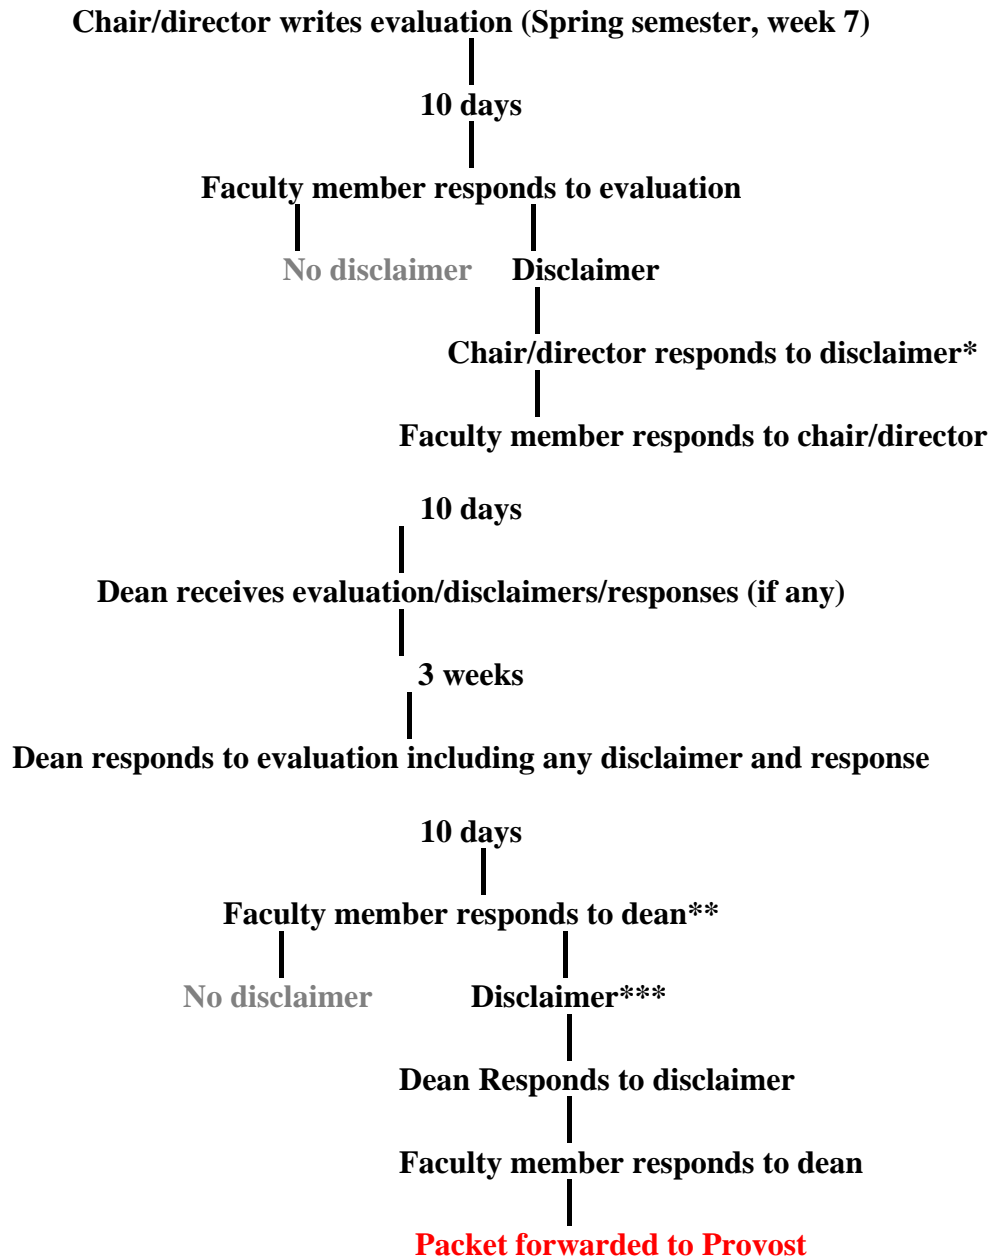 Chair/director writes evaluation (Spring semester, week 7)
10 days
Faculty member responds to evaluation
No disclaimer Disclaimer
Chair/director responds to disclaimer*
Faculty member responds to chair/director
10 days
Dean receives evaluation/disclaimers/responses (if any)
3 weeks
Dean responds to evaluation including any disclaimer and response
10 days
Faculty member responds to dean**
No disclaimer Disclaimer***
Dean Responds to disclaimer
Faculty member responds to dean
Packet forwarded to Provost